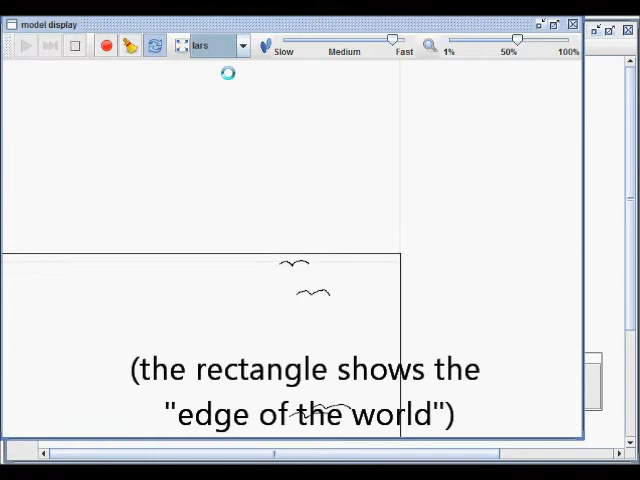 model display
lars
Slow Medium Fast
1% 50% 100%
(the rectangle shows the
"edge of the world")